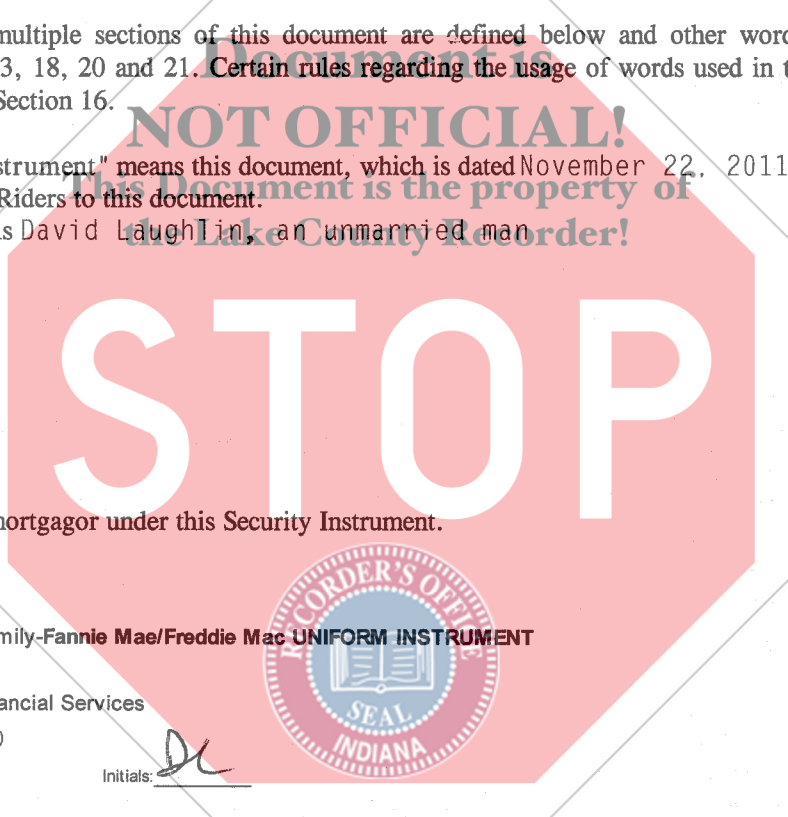 multiple sections of this document are defined below and other word
3, 18, 20 and 21. Certain rules regarding the usage of words used in t
Section 16.
Document is
NOT OFFICIAL!
This Document is the property of
the Lake County Recorder!
strument" means this document, which is dated November 22, 2011
Riders to this document.
s David Laughlin, an unmarried man
STOP
mortgagor under this Security Instrument.
RECORDER'S OFFICE
SEAL
INDIANA
mily-Fannie Mae/Freddie Mac UNIFORM INSTRUMENT
ancial Services
Initials: DL